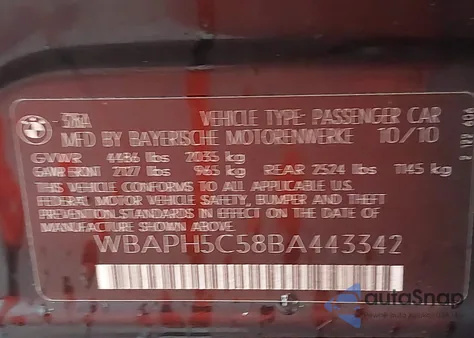 VEHICLE TYPE: PASSENGER CAR
MFD BY BAYERISCHE MOTORENWERKE 10/10
GVWR 4486 lbs 2035 kg
GAWR FRONT 2127 lbs 965 kg REAR 2524 lbs 1145 kg
THIS VEHICLE CONFORMS TO ALL APPLICABLE U.S.
FEDERAL MOTOR VEHICLE SAFETY, BUMPER AND THEFT
PREVENTION STANDARDS IN EFFECT ON THE DATE OF
MANUFACTURE SHOWN ABOVE.
WBAPH5C58BA443342
autoSnap